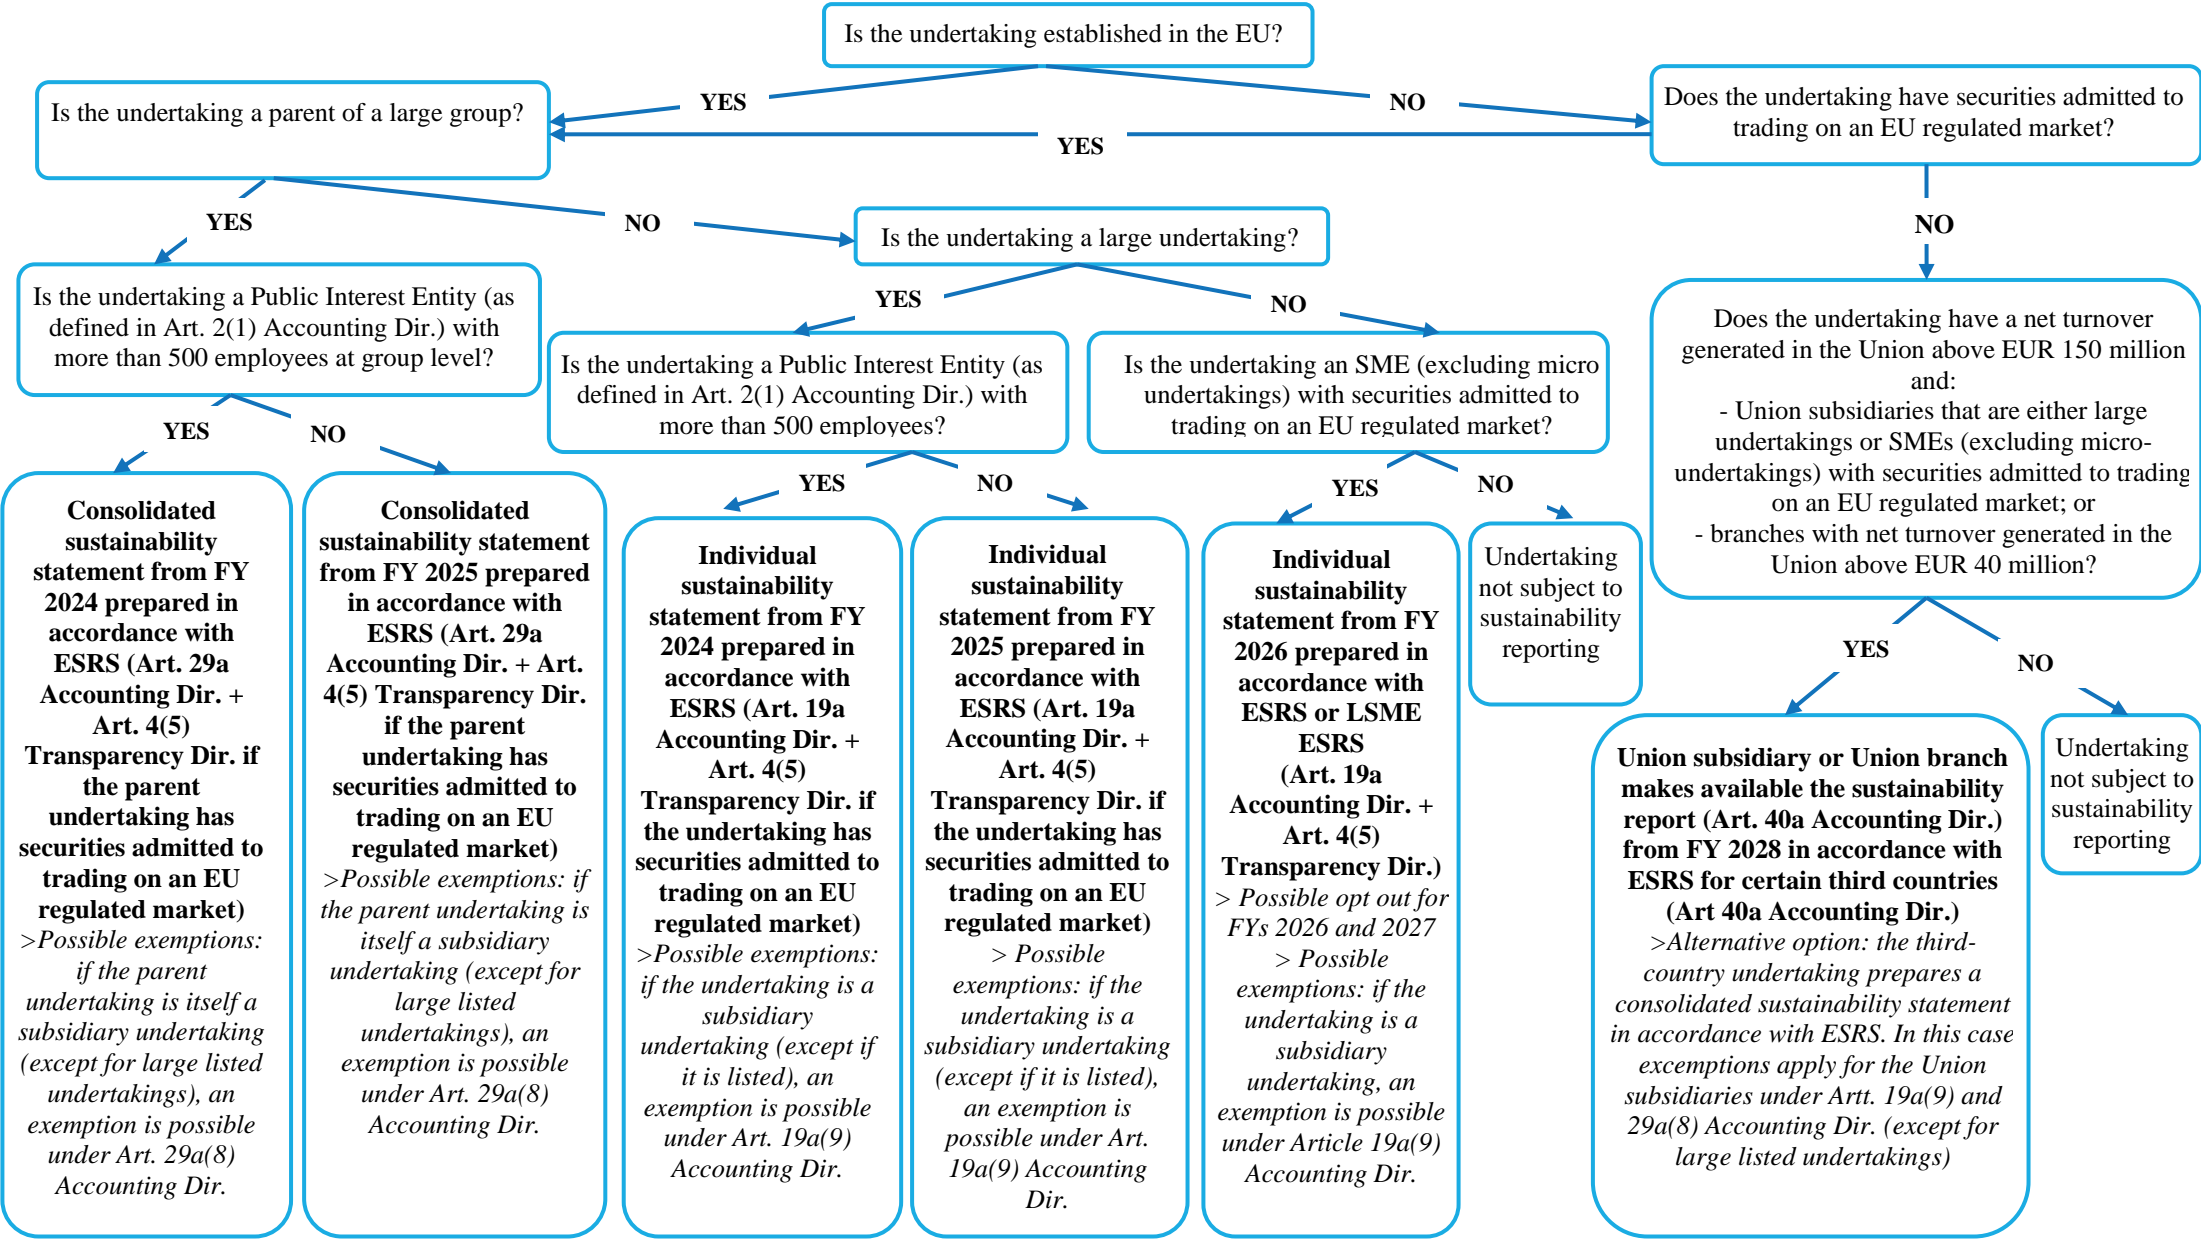 Is the undertaking established in the EU?
Is the undertaking a parent of a large group?
YES
NO
Does the undertaking have securities admitted to
trading on an EU regulated market?
YES
YES
NO
NO
Is the undertaking a large undertaking?
Is the undertaking a Public Interest Entity (as
defined in Art. 2(1) Accounting Dir.) with
more than 500 employees at group level?
YES
NO
Is the undertaking a Public Interest Entity (as
defined in Art. 2(1) Accounting Dir.) with
more than 500 employees?
Is the undertaking an SME (excluding micro
undertakings) with securities admitted to
trading on an EU regulated market?
Does the undertaking have a net turnover
generated in the Union above EUR 150 million
and:
- Union subsidiaries that are either large
undertakings or SMEs (excluding micro-
undertakings) with securities admitted to trading
on an EU regulated market; or
- branches with net turnover generated in the
Union above EUR 40 million?
YES
NO
YES
NO
YES
NO
YES
NO
Consolidated
sustainability
statement from FY
2024 prepared in
accordance with
ESRS (Art. 29a
Accounting Dir. +
Art. 4(5)
Transparency Dir. if
the parent
undertaking has
securities admitted to
trading on an EU
regulated market)
>Possible exemptions:
if the parent
undertaking is itself a
subsidiary undertaking
(except for large listed
undertakings), an
exemption is possible
under Art. 29a(8)
Accounting Dir.
Consolidated
sustainability statement
from FY 2025 prepared
in accordance with
ESRS (Art. 29a
Accounting Dir. + Art.
4(5) Transparency Dir.
if the parent
undertaking has
securities admitted to
trading on an EU
regulated market)
>Possible exemptions: if
the parent undertaking is
itself a subsidiary
undertaking (except for
large listed
undertakings), an
exemption is possible
under Art. 29a(8)
Accounting Dir.
Individual
sustainability
statement from FY
2024 prepared in
accordance with
ESRS (Art. 19a
Accounting Dir. +
Art. 4(5)
Transparency Dir. if
the undertaking has
securities admitted to
trading on an EU
regulated market)
>Possible exemptions:
if the undertaking is a
subsidiary
undertaking (except if
it is listed), an
exemption is possible
under Art. 19a(9)
Accounting Dir.
Individual
sustainability
statement from FY
2025 prepared in
accordance with
ESRS (Art. 19a
Accounting Dir. +
Art. 4(5)
Transparency Dir. if
the undertaking has
securities admitted to
trading on an EU
regulated market)
> Possible
exemptions: if the
undertaking is a
subsidiary undertaking
(except if it is listed),
an exemption is
possible under Art.
19a(9) Accounting
Dir.
Individual
sustainability
statement from FY
2026 prepared in
accordance with
ESRS or LSME
ESRS
(Art. 19a
Accounting Dir. +
Art. 4(5)
Transparency Dir.)
> Possible opt out for
FYs 2026 and 2027
> Possible
exemptions: if the
undertaking is a
subsidiary
undertaking, an
exemption is possible
under Article 19a(9)
Accounting Dir.
Undertaking
not subject to
sustainability
reporting
Union subsidiary or Union branch
makes available the sustainability
report (Art. 40a Accounting Dir.)
from FY 2028 in accordance with
ESRS for certain third countries
(Art 40a Accounting Dir.)
>Alternative option: the third-
country undertaking prepares a
consolidated sustainability statement
in accordance with ESRS. In this case
excemptions apply for the Union
subsidiaries under Artt. 19a(9) and
29a(8) Accounting Dir. (except for
large listed undertakings)
Undertaking
not subject to
sustainability
reporting